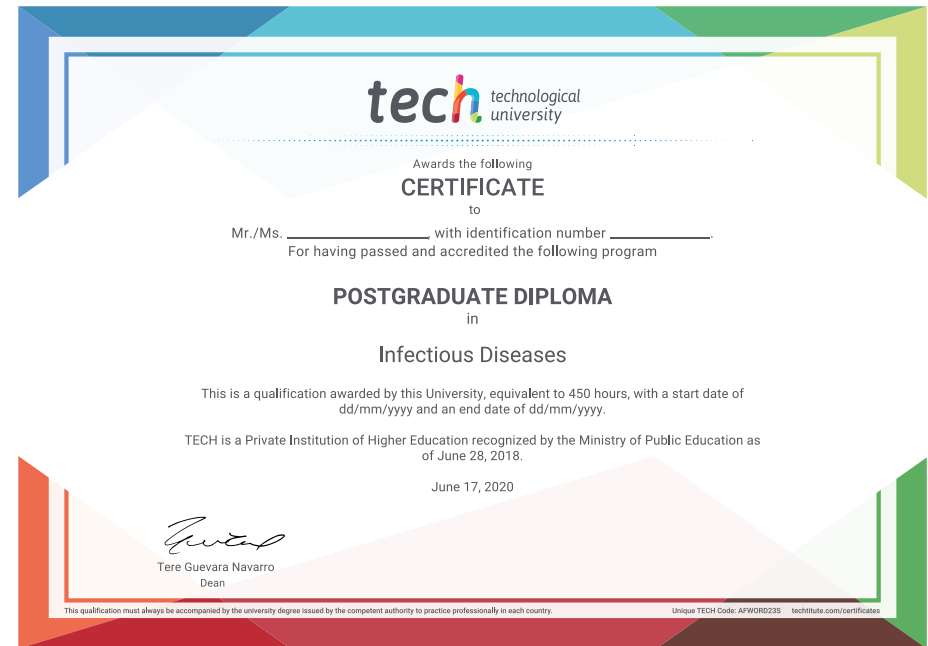 tech technological
university
Awards the following
CERTIFICATE
to
Mr./Ms. ____________________, with identification number ______________.
For having passed and accredited the following program
POSTGRADUATE DIPLOMA
in
Infectious Diseases
This is a qualification awarded by this University, equivalent to 450 hours, with a start date of
dd/mm/yyyy and an end date of dd/mm/yyyy.
TECH is a Private Institution of Higher Education recognized by the Ministry of Public Education as
of June 28, 2018.
June 17, 2020
Tere Guevara Navarro
Dean
This qualification must always be accompanied by the university degree issued by the competent authority to practice professionally in each country.
Unique TECH Code: AFWORD23S techtitute.com/certificates